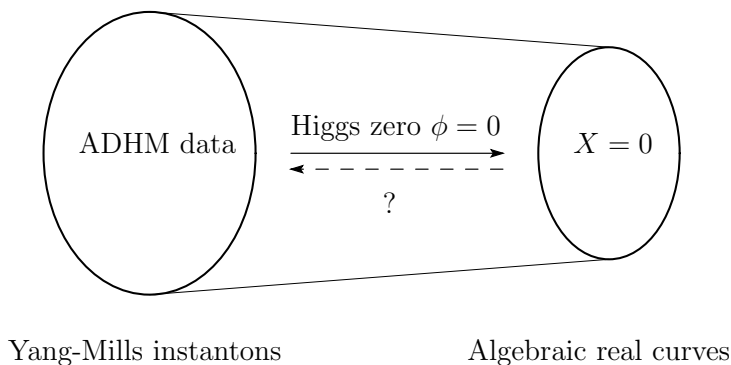 Higgs zero ϕ = 0
ADHM data
X = 0
?
Yang-Mills instantons
Algebraic real curves